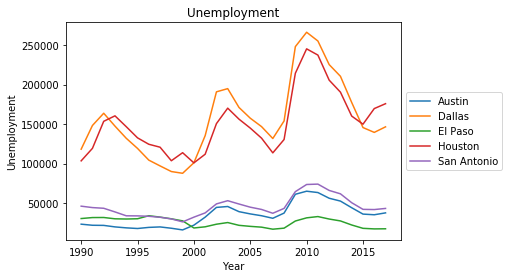 Unemployment
Unemployment
250000
200000
150000
100000
50000
1990
1995
2000
2005
2010
2015
Year
Austin
Dallas
El Paso
Houston
San Antonio